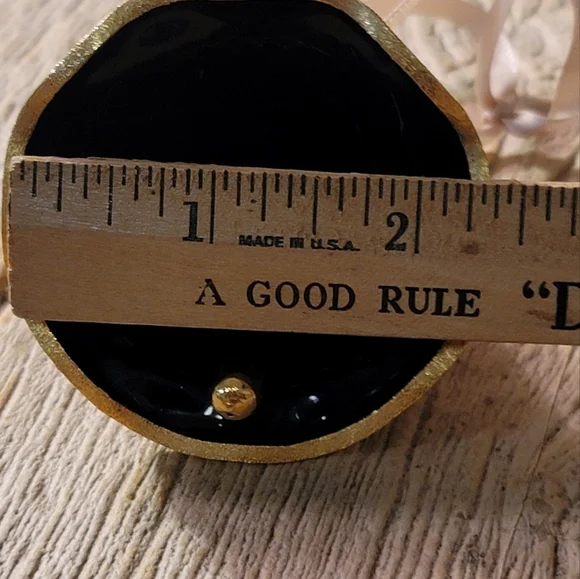 1 2
MADE IN U.S.A.
A GOOD RULE "D